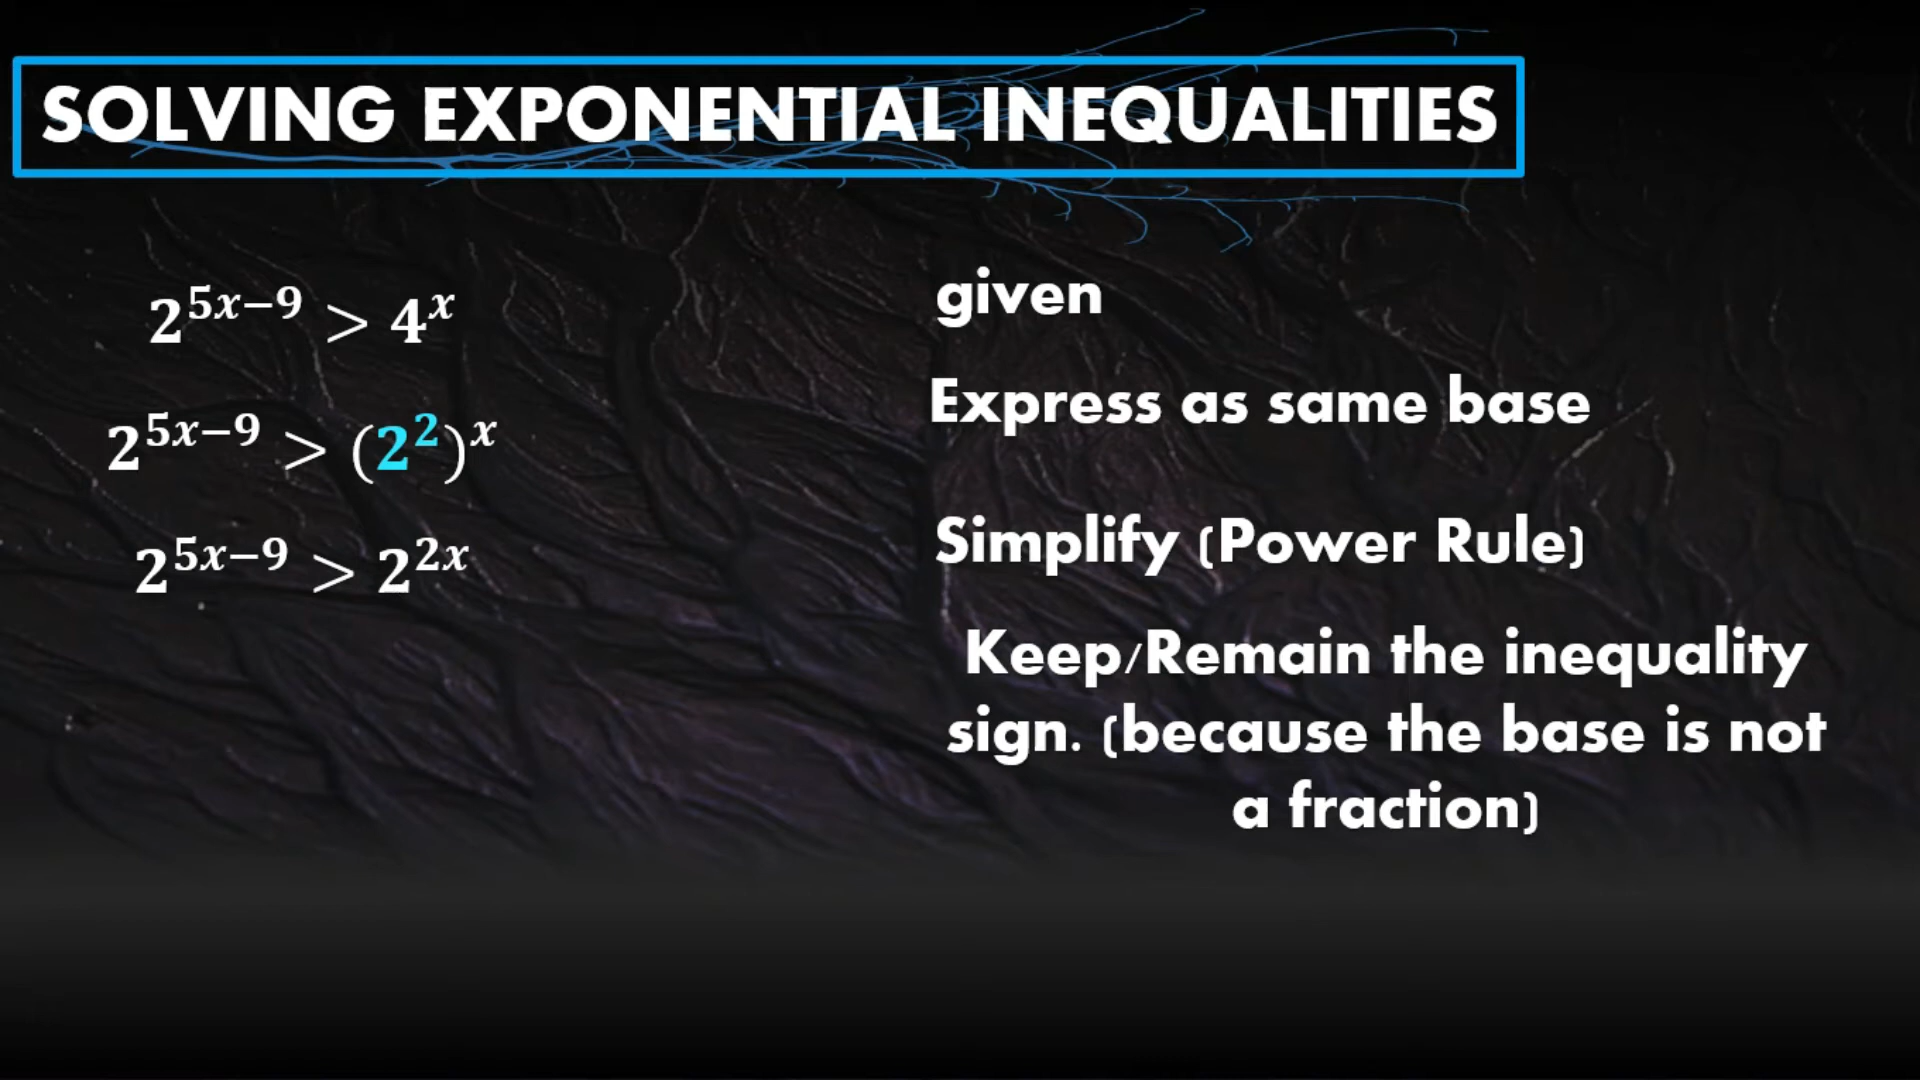 SOLVING EXPONENTIAL INEQUALITIES
2^{5x−9} > 4^x
given
2^{5x−9} > (2^2)^x
Express as same base
2^{5x−9} > 2^{2x}
Simplify (Power Rule)
Keep/Remain the inequality
sign. (because the base is not
a fraction)